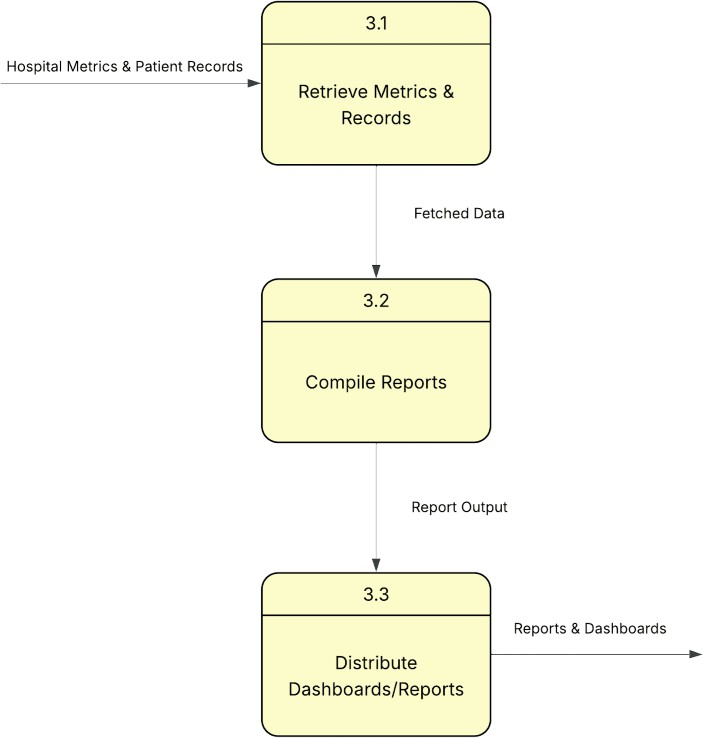 3.1
Hospital Metrics & Patient Records
Retrieve Metrics &
Records
Fetched Data
3.2
Compile Reports
Report Output
3.3
Reports & Dashboards
Distribute
Dashboards/Reports